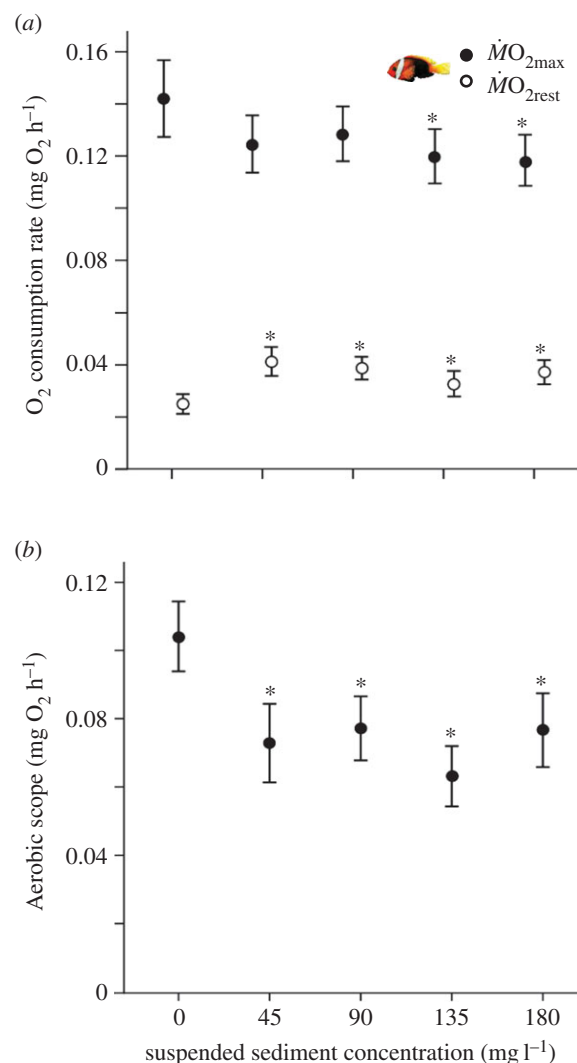 (a)
0.16
0.12
0.08
0.04
0
O₂ consumption rate (mg O₂ h⁻¹)
ṀO₂max
ṀO₂rest
* *
* * * *
(b)
0.12
0.08
0.04
0
Aerobic scope (mg O₂ h⁻¹)
* * * *
0 45 90 135 180
suspended sediment concentration (mg l⁻¹)